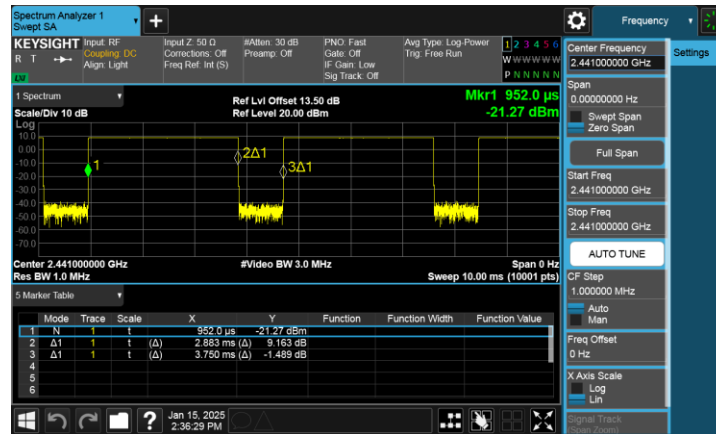 Spectrum Analyzer 1
Swept SA
+
Frequency
KEYSIGHT
R T
LXI
Input: RF
Coupling: DC
Align: Light
Input Z: 50 Ω
Corrections: Off
Freq Ref: Int (S)
#Atten: 30 dB
Preamp: Off
PNO: Fast
Gate: Off
IF Gain: Low
Sig Track: Off
Avg Type: Log-Power
Trig: Free Run
1 2 3 4 5 6
W W W W W W
P N N N N N
1 Spectrum
Scale/Div 10 dB
Ref Lvl Offset 13.50 dB
Ref Level 20.00 dBm
Mkr1 952.0 µs
-21.27 dBm
Log
10.0
0.00
-10.0
-20.0
-30.0
-40.0
-50.0
-60.0
-70.0
1
2Δ1
3Δ1
Center 2.441000000 GHz
Res BW 1.0 MHz
#Video BW 3.0 MHz
Span 0 Hz
Sweep 10.00 ms (10001 pts)
5 Marker Table
Mode Trace Scale X Y Function Function Width Function Value
1 N 1 t 952.0 µs -21.27 dBm
2 Δ1 1 t (Δ) 2.883 ms (Δ) 9.163 dB
3 Δ1 1 t (Δ) 3.750 ms (Δ) -1.489 dB
4
5
6
?
Jan 15, 2025
2:36:29 PM
Center Frequency
2.441000000 GHz
Settings
Span
0.00000000 Hz
Swept Span
Zero Span
Full Span
Start Freq
2.441000000 GHz
Stop Freq
2.441000000 GHz
AUTO TUNE
CF Step
1.000000 MHz
Auto
Man
Freq Offset
0 Hz
X Axis Scale
Log
Lin
Signal Track
(Span Zoom)